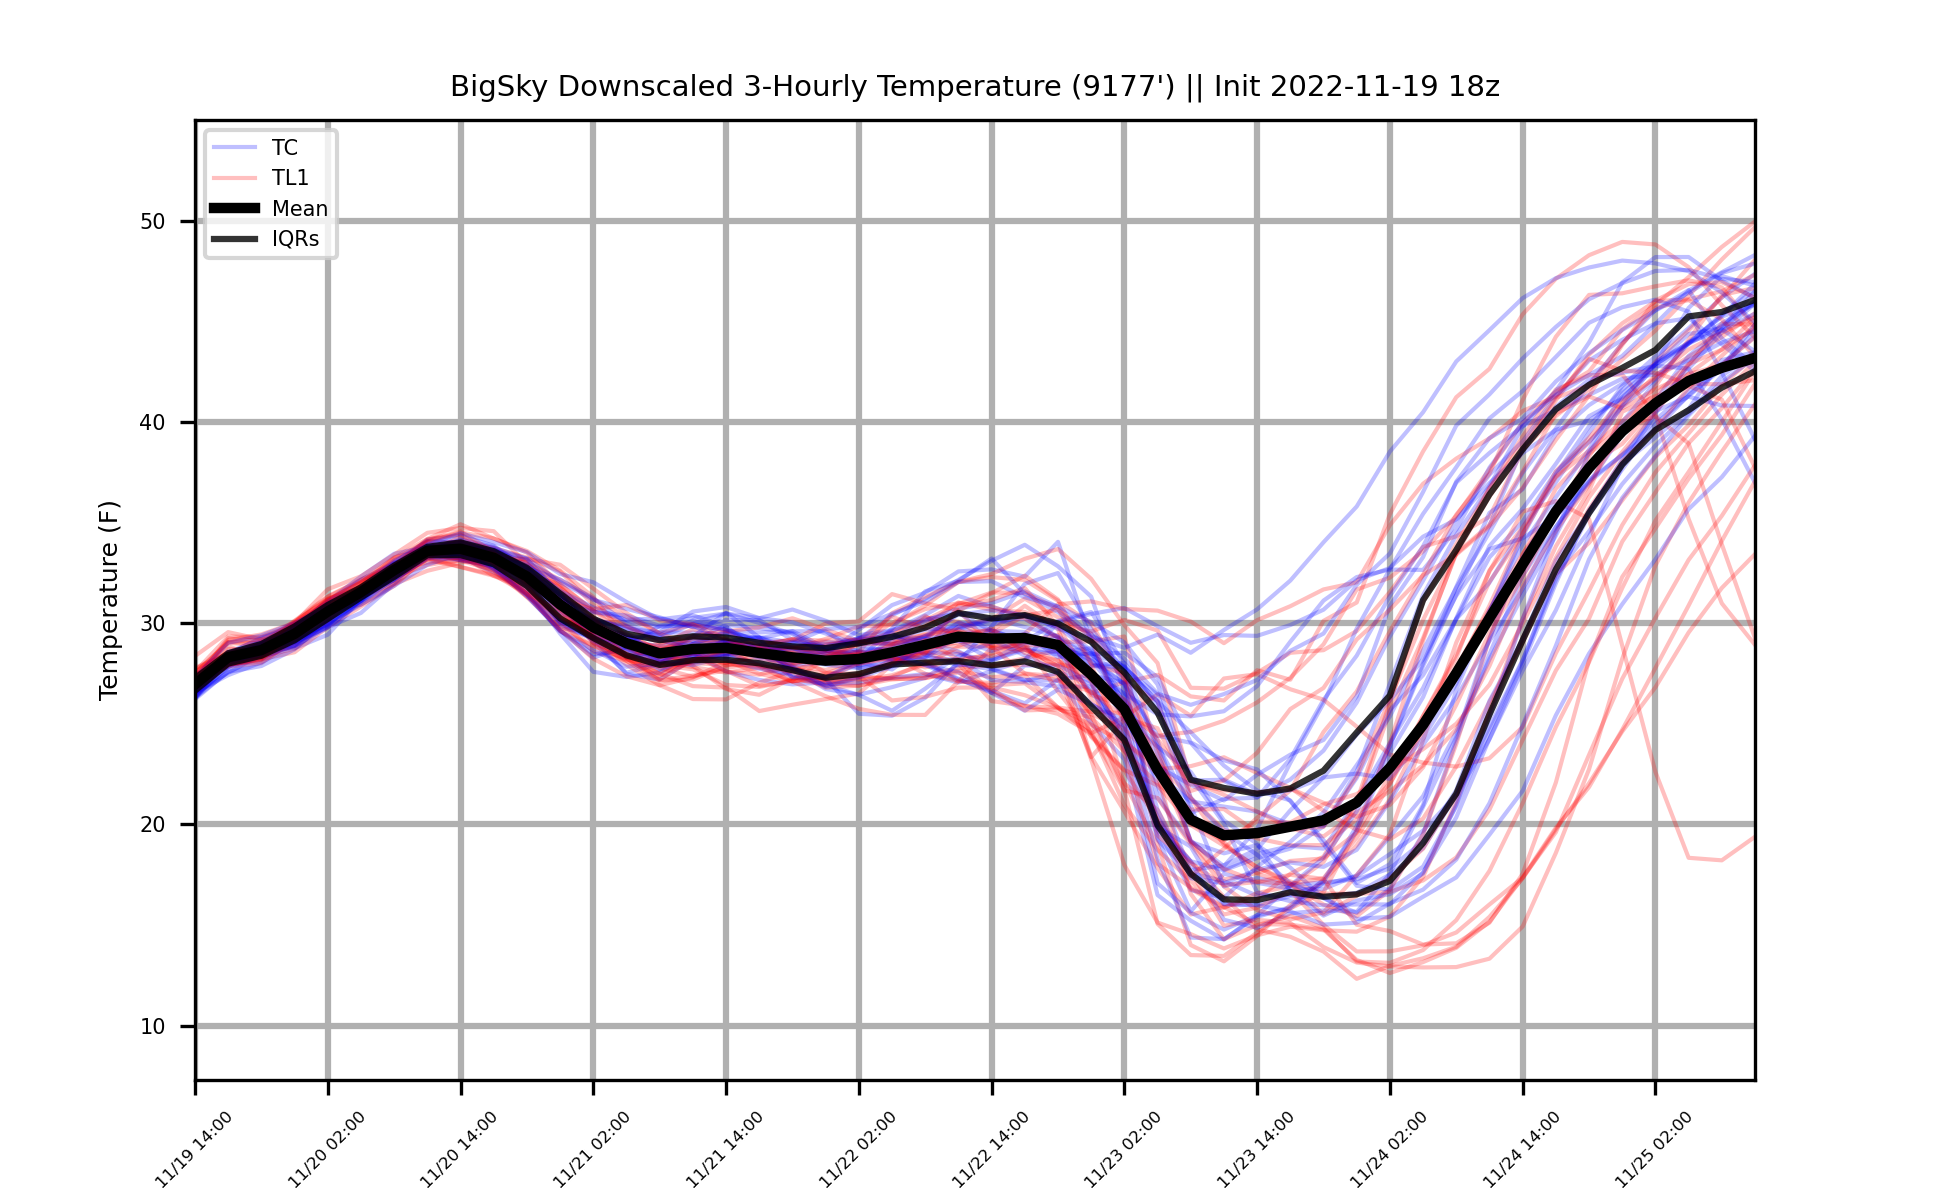 BigSky Downscaled 3-Hourly Temperature (9177') || Init 2022-11-19 18z
TC
TL1
Mean
IQRs
Temperature (F)
50
40
30
20
10
11/19 14:00
11/20 02:00
11/20 14:00
11/21 02:00
11/21 14:00
11/22 02:00
11/22 14:00
11/23 02:00
11/23 14:00
11/24 02:00
11/24 14:00
11/25 02:00